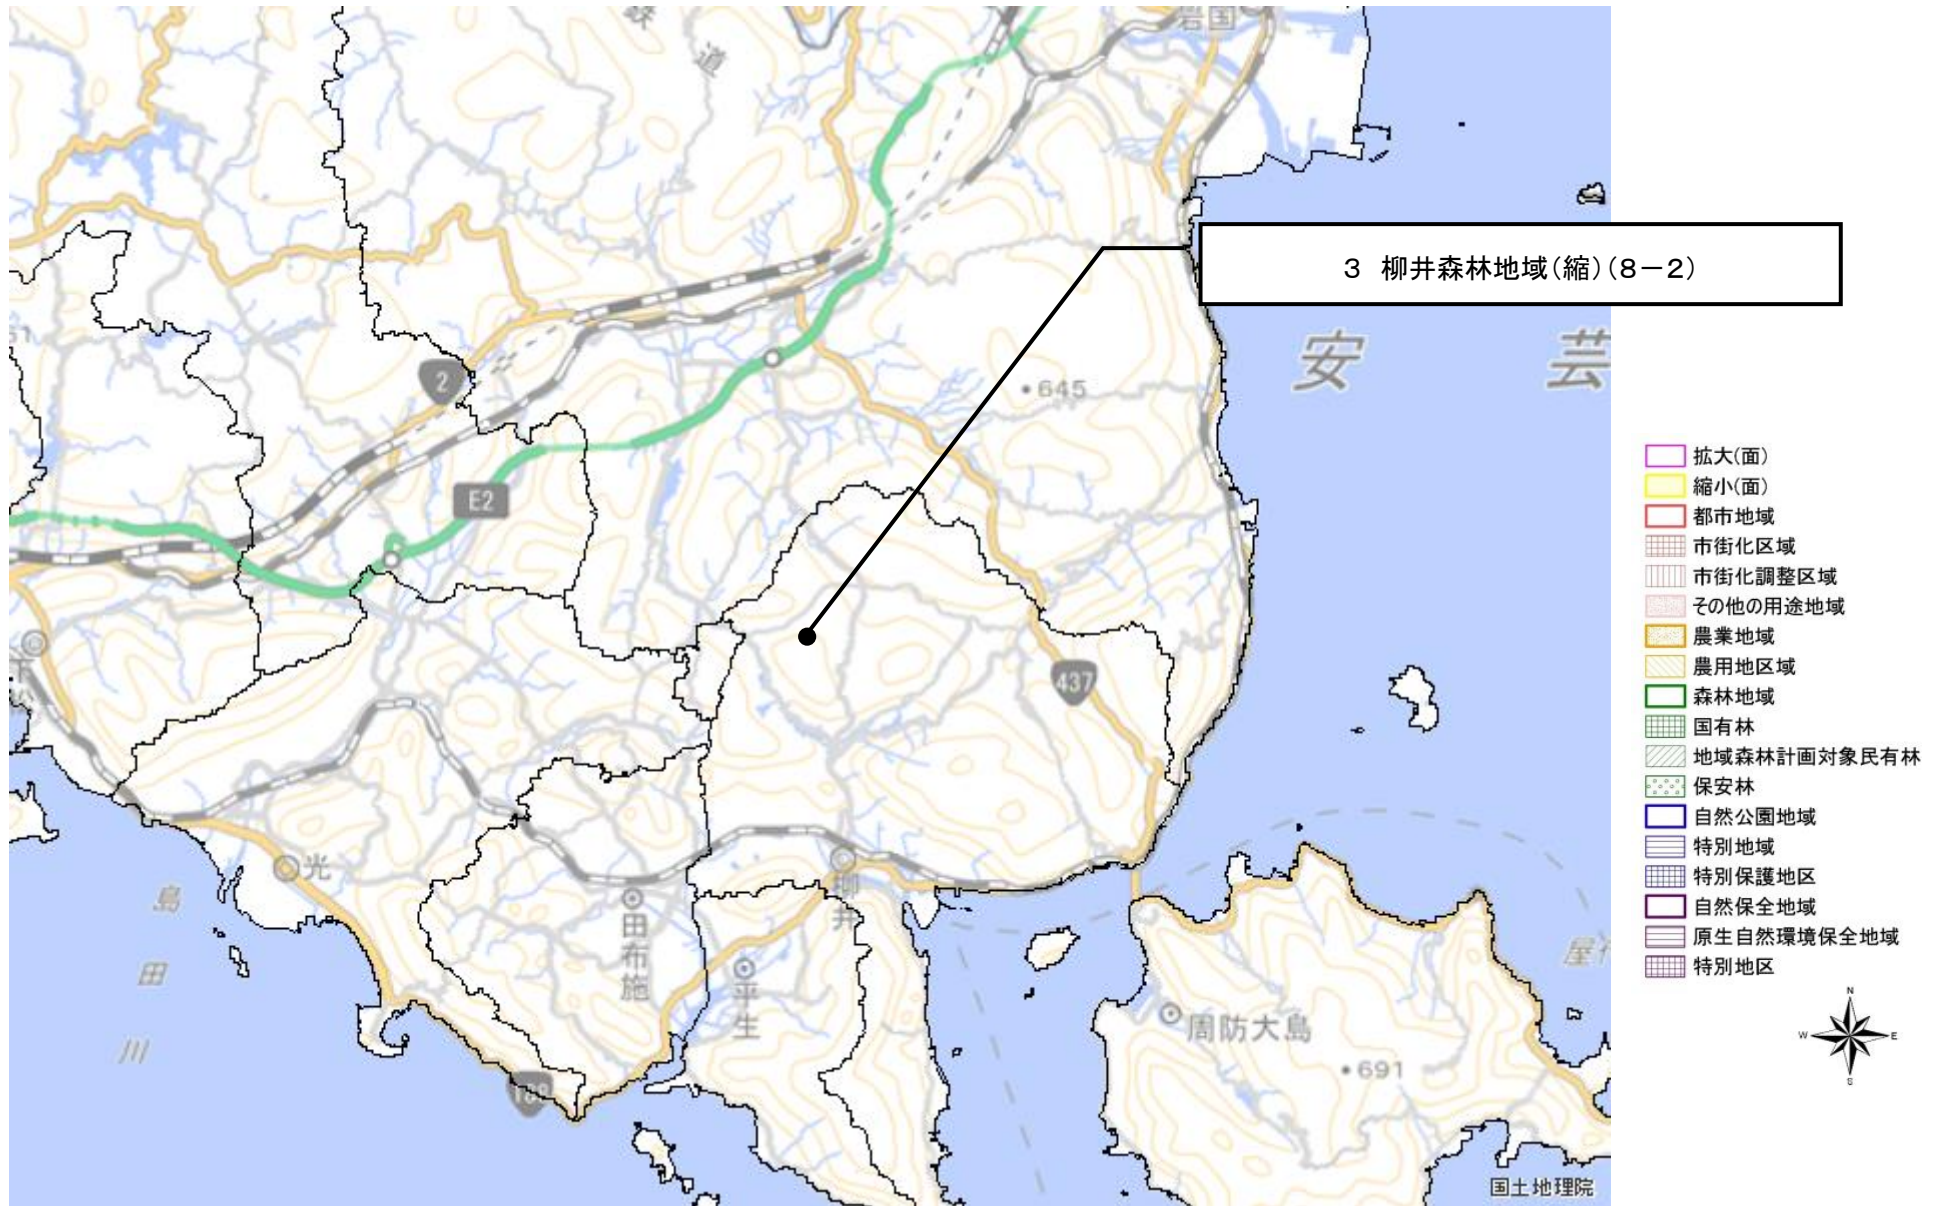 岩国
道
3 柳井森林地域(縮)(8-2)
安 芸
2
・645
E2
437
下松
光
柳井
田布施
平生
島田川
周防大島
・691
188
屋代
国土地理院
拡大(面)
縮小(面)
都市地域
市街化区域
市街化調整区域
その他の用途地域
農業地域
農用地区域
森林地域
国有林
地域森林計画対象民有林
保安林
自然公園地域
特別地域
特別保護地区
自然保全地域
原生自然環境保全地域
特別地区
N
W E
S